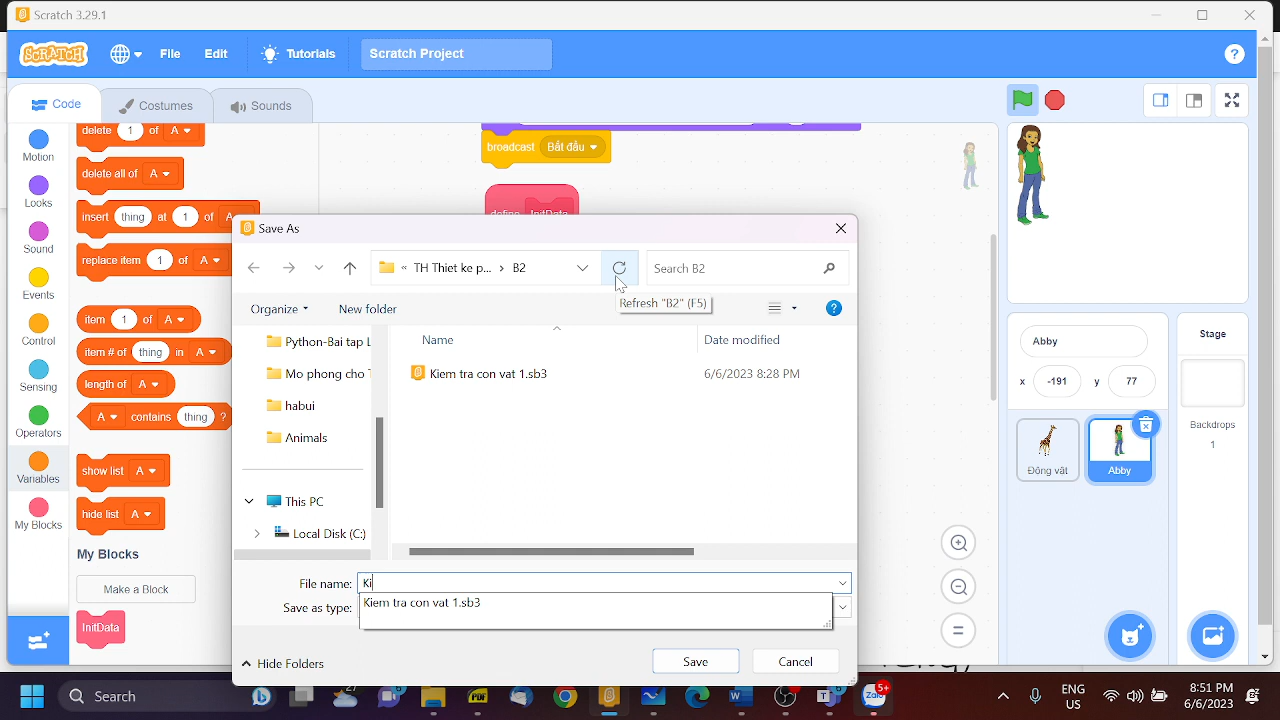 Scratch 3.29.1
SCRATCH File Edit Tutorials Scratch Project ?
Code Costumes Sounds
Motion
Looks
Sound
Events
Control
Sensing
Operators
Variables
My Blocks
delete 1 of A
delete all of A
insert thing at 1 of A
replace item 1 of A
item 1 of A
item # of thing in A
length of A
A contains thing ?
show list A
hide list A
My Blocks
Make a Block
InitData
broadcast Bắt đầu
define InitData
Save As
« TH Thiet ke p... › B2
Search B2
Organize New folder ?
Refresh "B2" (F5)
Python-Bai tap L
Mo phong cho T
habui
Animals
This PC
Local Disk (C:)
Name Date modified
Kiem tra con vat 1.sb3 6/6/2023 8:28 PM
File name: Ki
Save as type:
Kiem tra con vat 1.sb3
Hide Folders Save Cancel
Abby
x -191 y 77
Động vật
Abby
Stage
Backdrops
1
Search
27
PDF
5+
ENG
US
8:51 PM
6/6/2023